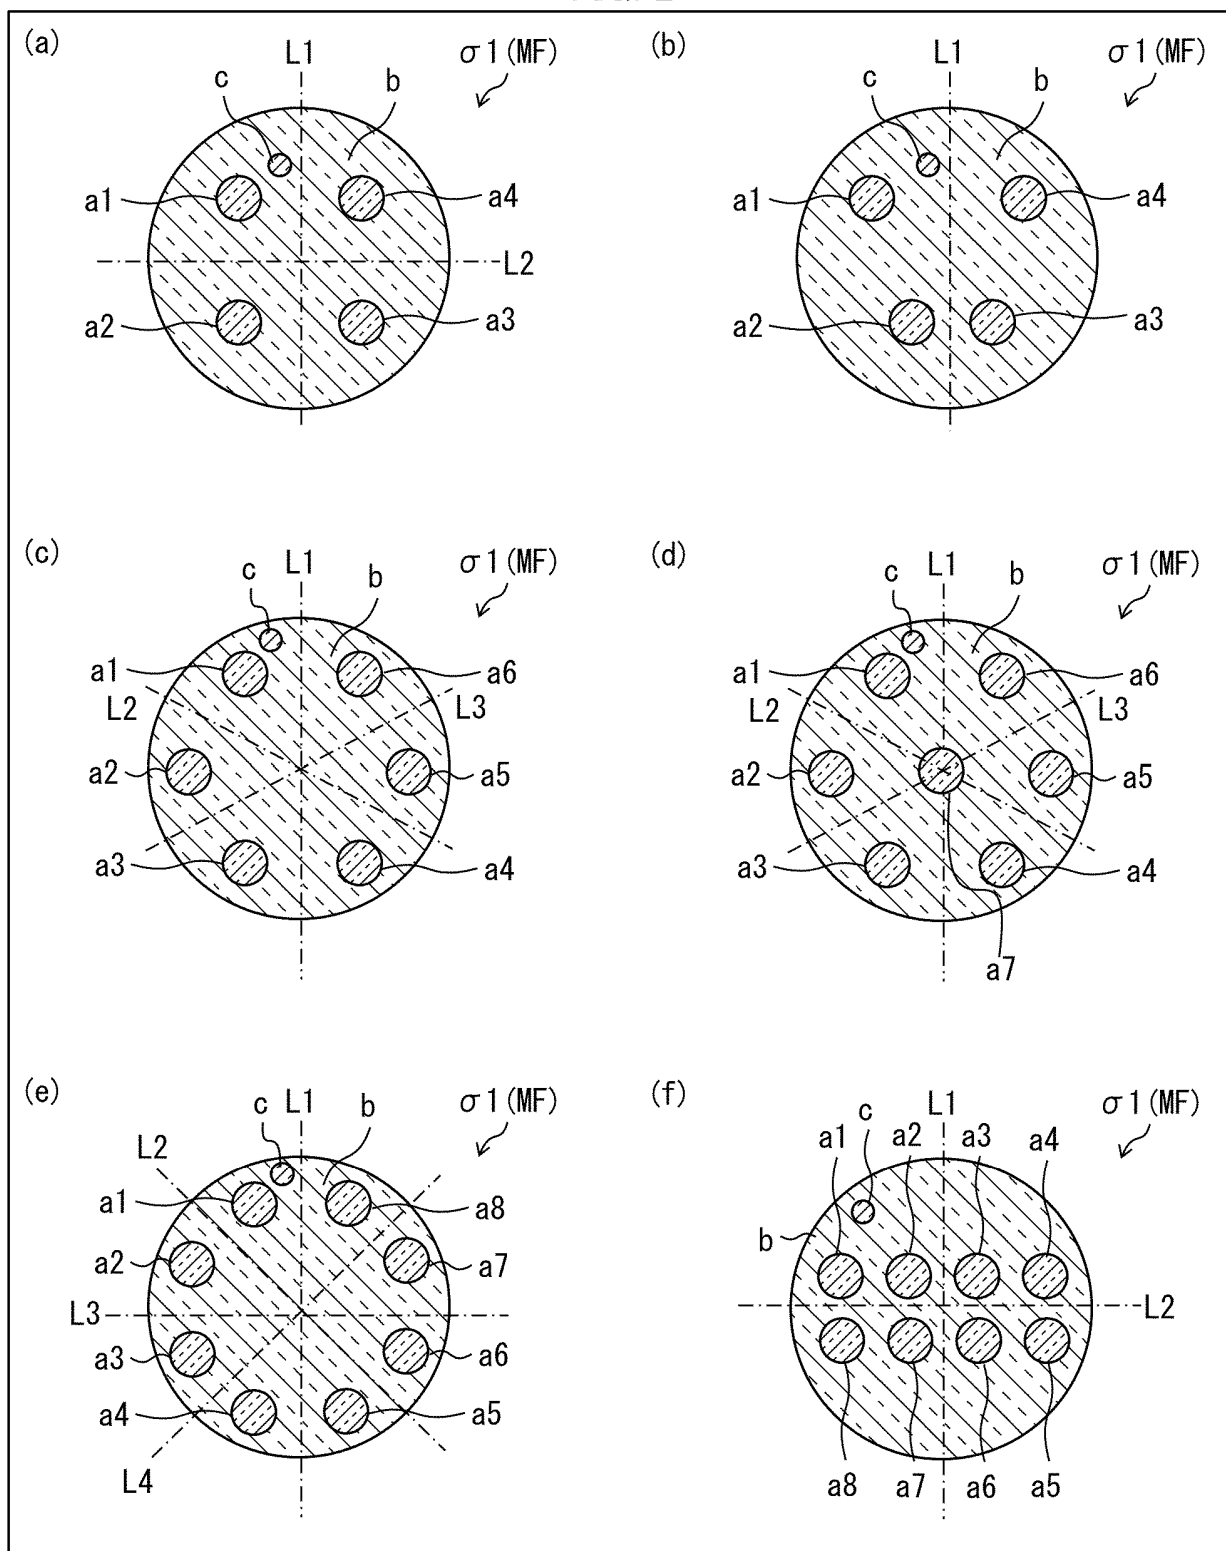 (a) L1 σ1(MF)
c b
a1 a4
L2
a2 a3
(b) L1 σ1(MF)
c b
a1 a4
a2 a3
(c) L1 σ1(MF)
c b
a1 a6
L2 L3
a2 a5
a3 a4
(d) L1 σ1(MF)
c b
a1 a6
L2 L3
a2 a5
a3 a4
a7
(e) L1 σ1(MF)
c b
L2
a1 a8
a2 a7
L3
a3 a6
a4 a5
L4
(f) L1 σ1(MF)
a1 c a2 a3 a4
b
L2
a8 a7 a6 a5